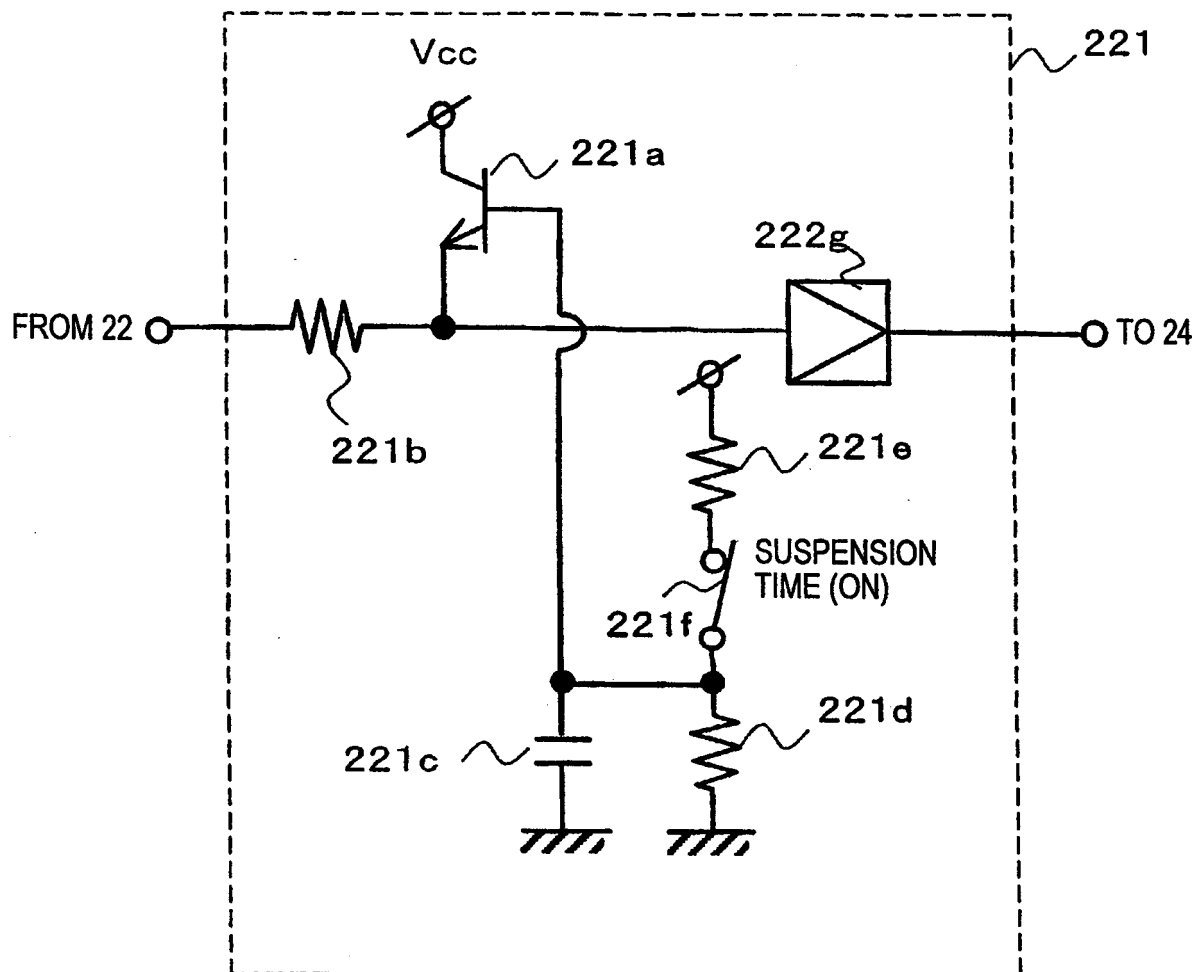 221
Vcc
221a
222g
FROM 22
TO 24
221b
221e
SUSPENSION
TIME (ON)
221f
221c
221d